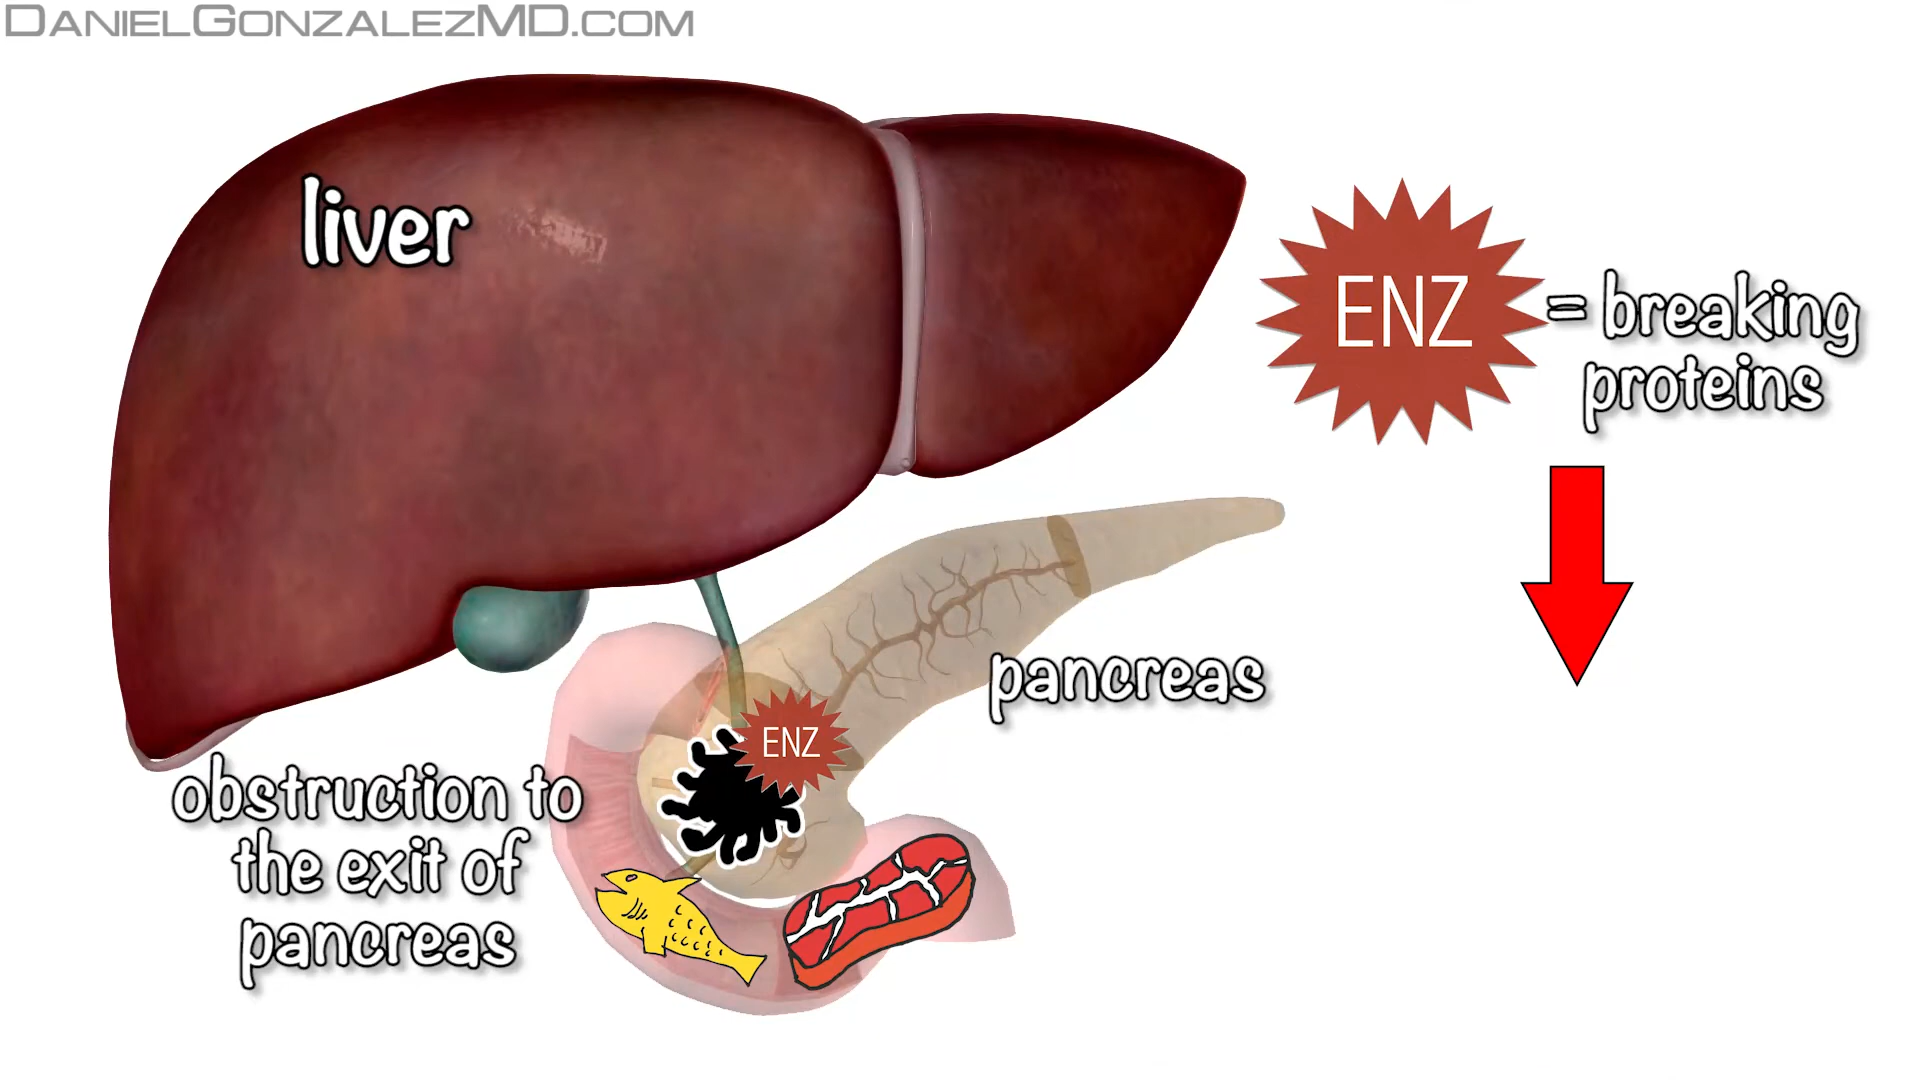 DANIELGONZALEZMD.COM
liver
ENZ
= breaking
proteins
pancreas
ENZ
obstruction to
the exit of
pancreas